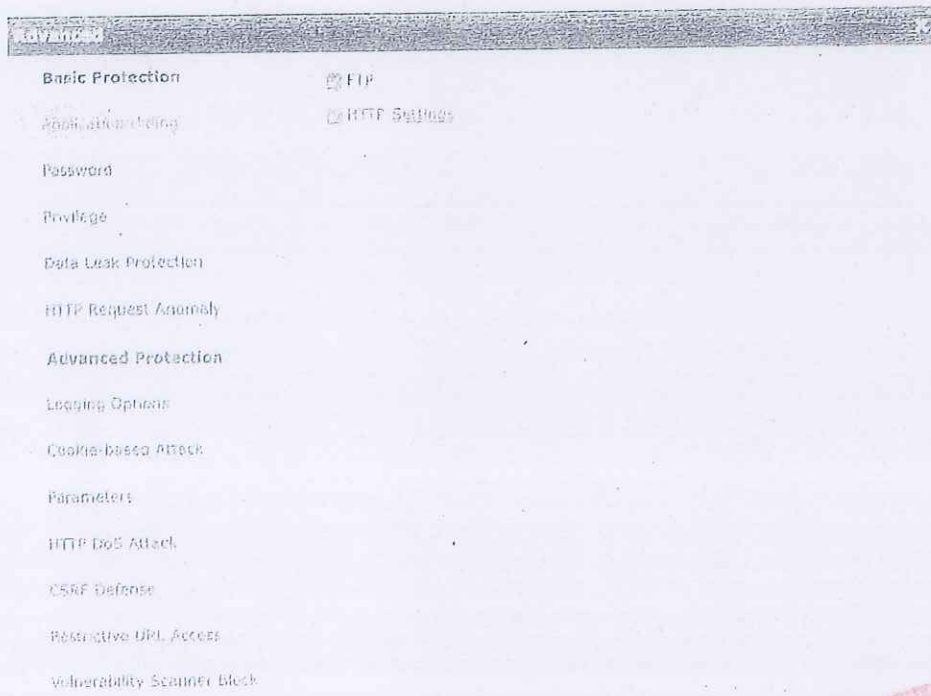 Advanced
Basic Protection
FTP
Application Hiding
HTTP Settings
Password
Privilege
Data Leak Protection
HTTP Request Anomaly
Advanced Protection
Logging Options
Cookie-based Attack
Parameters
HTTP DoS Attack
CSRF Defense
Restrictive URL Access
Vulnerability Scanner Block